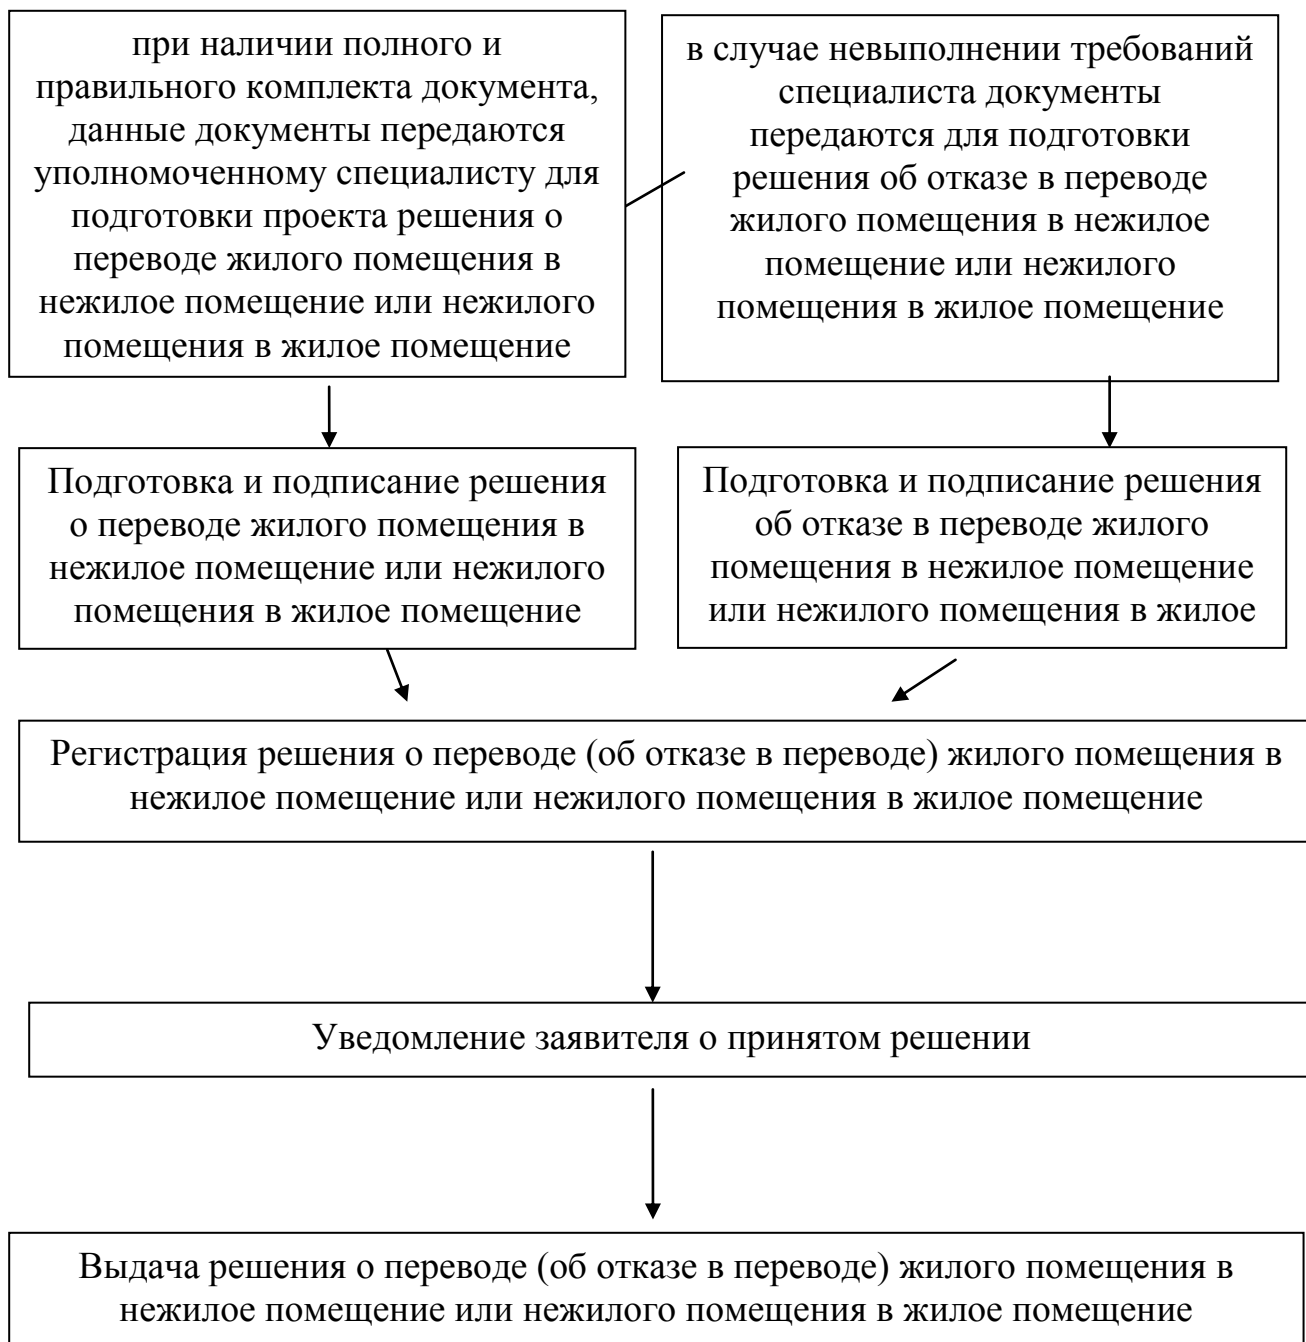 при наличии полного и
правильного комплекта документа,
данные документы передаются
уполномоченному специалисту для
подготовки проекта решения о
переводе жилого помещения в
нежилое помещение или нежилого
помещения в жилое помещение
в случае невыполнении требований
специалиста документы
передаются для подготовки
решения об отказе в переводе
жилого помещения в нежилое
помещение или нежилого
помещения в жилое помещение
Подготовка и подписание решения
о переводе жилого помещения в
нежилое помещение или нежилого
помещения в жилое помещение
Подготовка и подписание решения
об отказе в переводе жилого
помещения в нежилое помещение
или нежилого помещения в жилое
Регистрация решения о переводе (об отказе в переводе) жилого помещения в
нежилое помещение или нежилого помещения в жилое помещение
Уведомление заявителя о принятом решении
Выдача решения о переводе (об отказе в переводе) жилого помещения в
нежилое помещение или нежилого помещения в жилое помещение